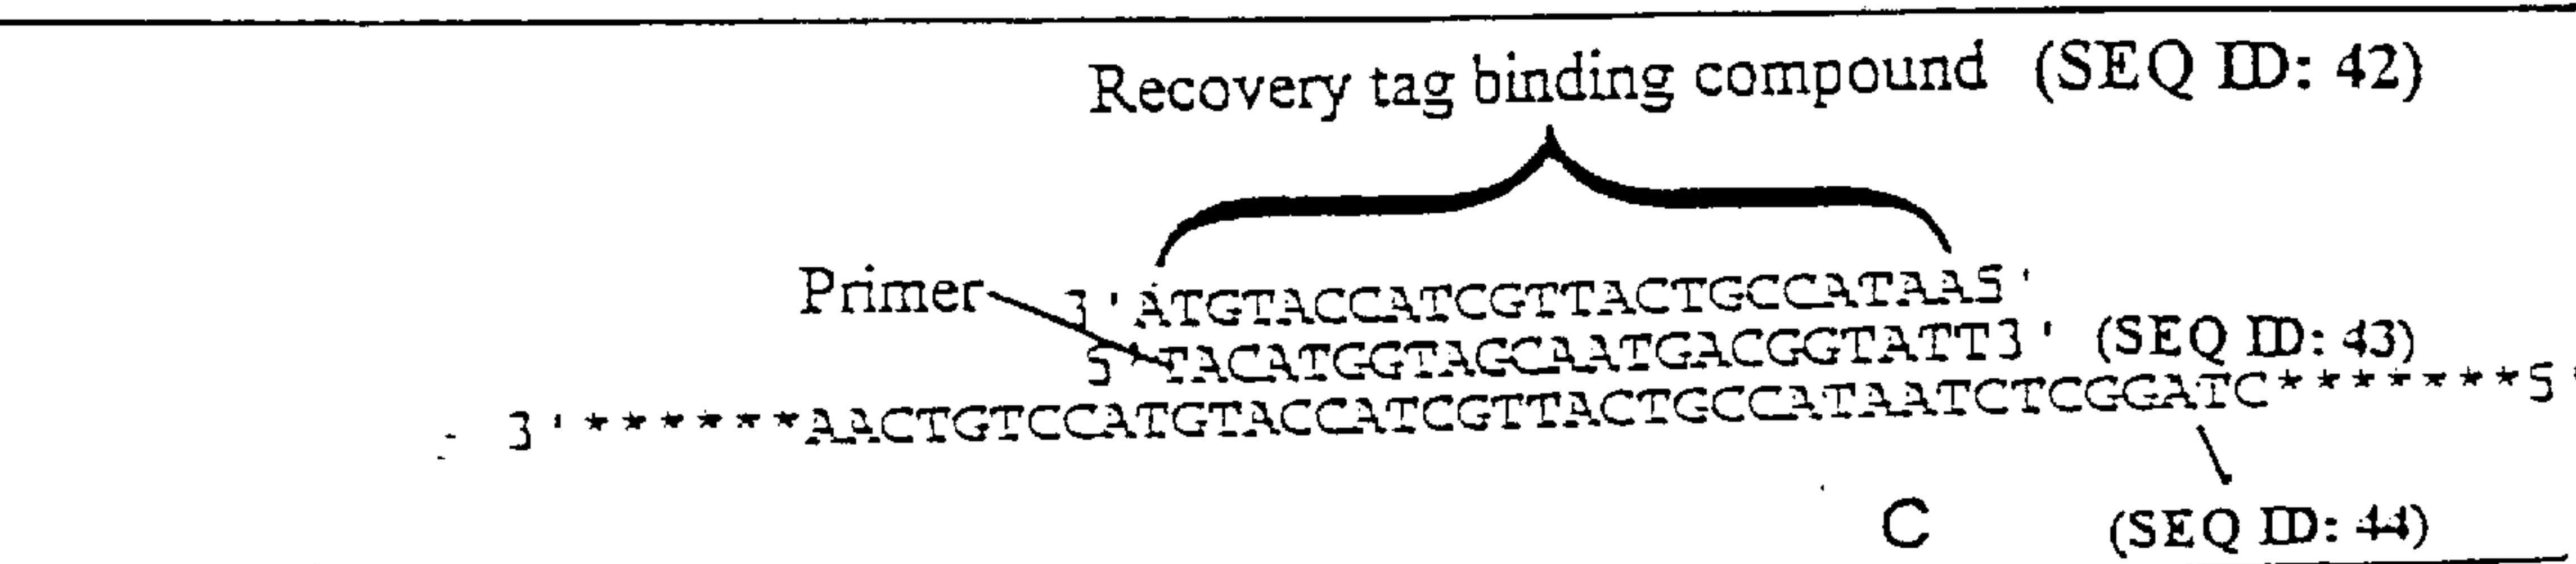 Recovery tag binding compound (SEQ ID: 42)
Primer
3'ATGTACCATCGTTACTGCCATAA5'
5'TACATGGTAGCAATGACGGTATT3' (SEQ ID: 43)
3'******AACTGTCCATGTACCATCGTTACTGCCATAATCTCGGATC*******5'
C (SEQ ID: 44)